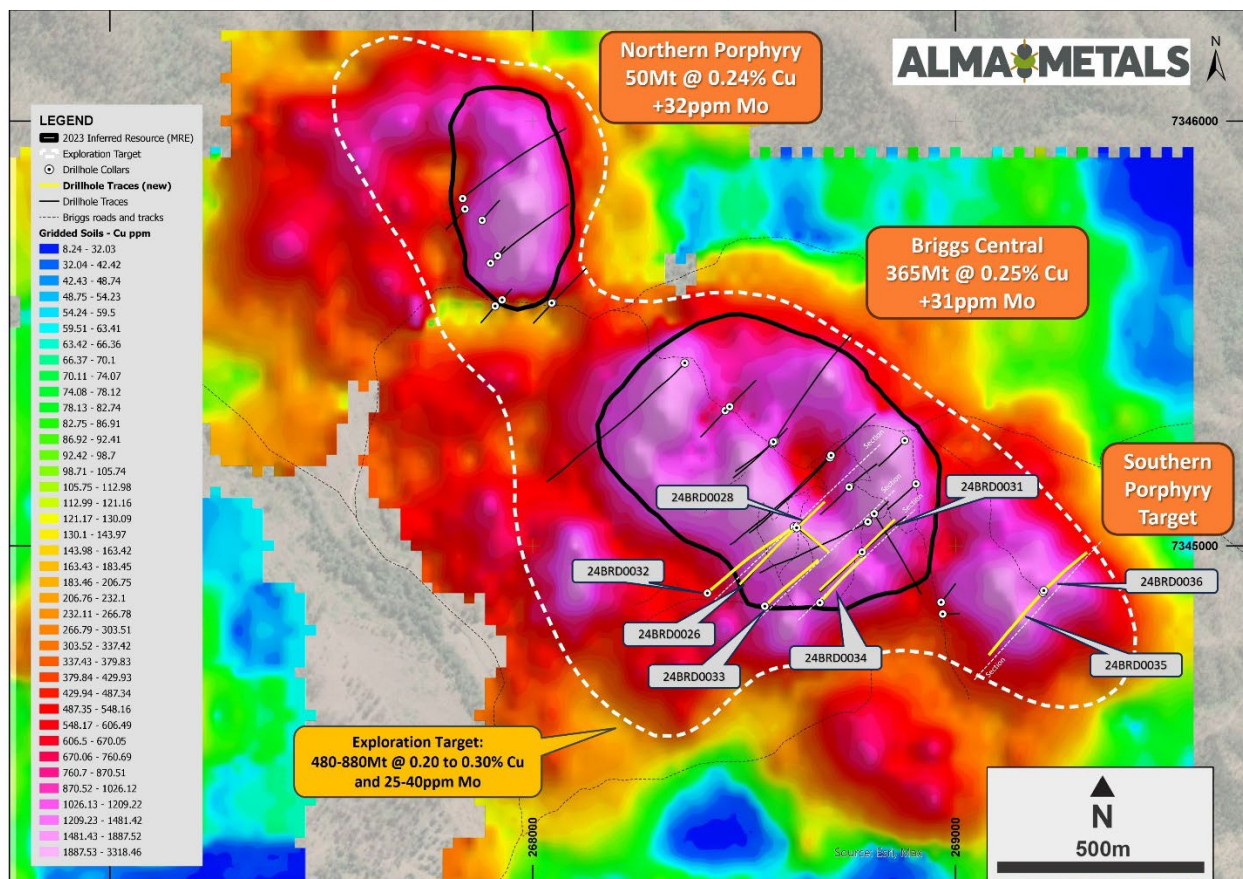 Northern Porphyry
50Mt @ 0.24% Cu
+32ppm Mo
ALMA METALS
N
7346000
LEGEND
2023 Inferred Resource (MRE)
Exploration Target
Drillhole Collars
Drillhole Traces (new)
Drillhole Traces
Briggs roads and tracks
Gridded Soils - Cu ppm
8.24 - 32.03
32.04 - 42.42
42.43 - 48.74
48.75 - 54.23
54.24 - 59.5
59.51 - 63.41
63.42 - 66.36
66.37 - 70.1
70.11 - 74.07
74.08 - 78.12
78.13 - 82.74
82.75 - 86.91
86.92 - 92.41
92.42 - 98.7
98.71 - 105.74
105.75 - 112.98
112.99 - 121.16
121.17 - 130.09
130.1 - 143.97
143.98 - 163.42
163.43 - 183.45
183.46 - 206.75
206.76 - 232.1
232.11 - 266.78
266.79 - 303.51
303.52 - 337.42
337.43 - 379.83
379.84 - 429.93
429.94 - 487.34
487.35 - 548.16
548.17 - 606.49
606.5 - 670.05
670.06 - 760.69
760.7 - 870.51
870.52 - 1026.12
1026.13 - 1209.22
1209.23 - 1481.42
1481.43 - 1887.52
1887.53 - 3318.46
Briggs Central
365Mt @ 0.25% Cu
+31ppm Mo
Southern
Porphyry
Target
Section
Section
Section
24BRD0028
24BRD0031
7345000
24BRD0032
24BRD0036
24BRD0026
24BRD0034
24BRD0035
24BRD0033
Section
Exploration Target:
480-880Mt @ 0.20 to 0.30% Cu
and 25-40ppm Mo
268000
269000
Source: Esri, Max
N
500m